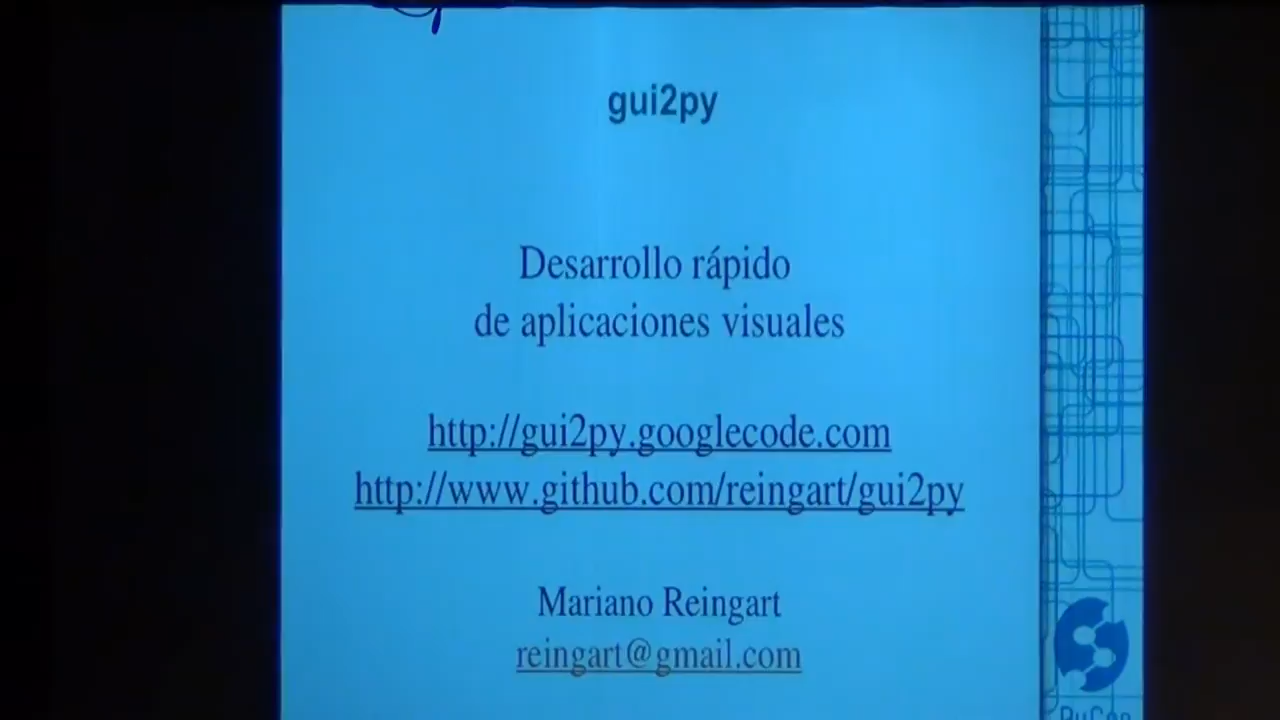 gui2py
Desarrollo rápido
de aplicaciones visuales
http://gui2py.googlecode.com
http://www.github.com/reingart/gui2py
Mariano Reingart
reingart@gmail.com